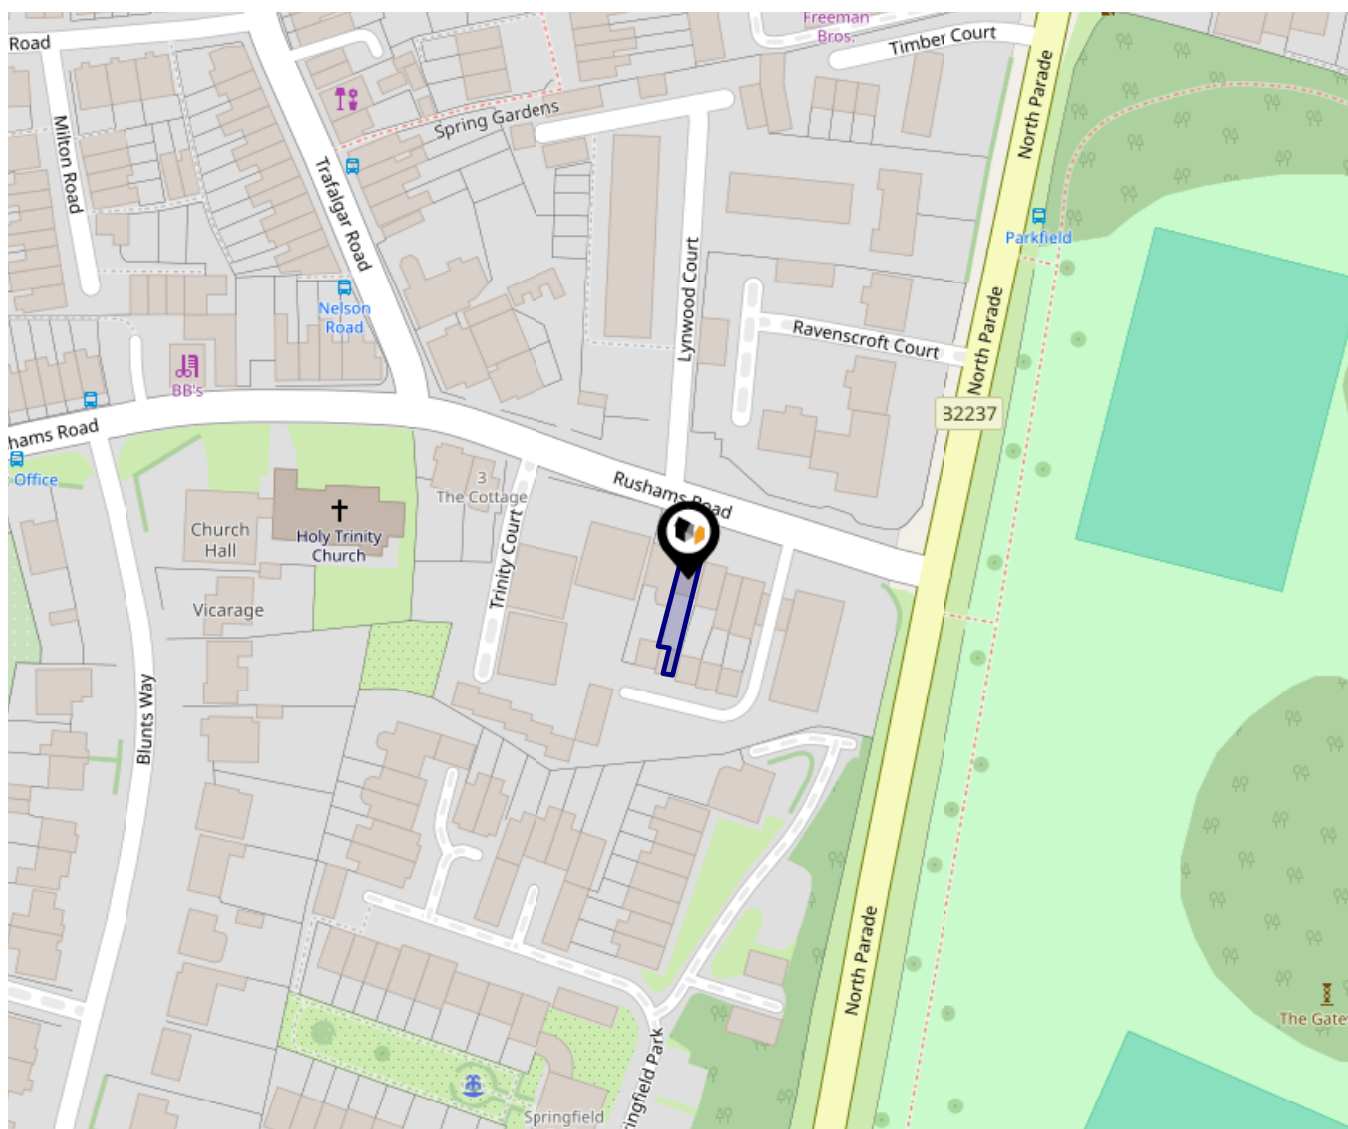 Freeman
Bros.
Timber Court
Road
North Parade
Spring Gardens
Milton Road
Trafalgar Road
Parkfield
Nelson
Road
Lynwood Court
Ravenscroft Court
North Parade
BB's
B2237
hams Road
Office
3
The Cottage
Rushams Road
Church
Hall
Holy Trinity
Church
Trinity Court
Vicarage
Blunts Way
North Parade
The Gate
Springfield
ringfield Park